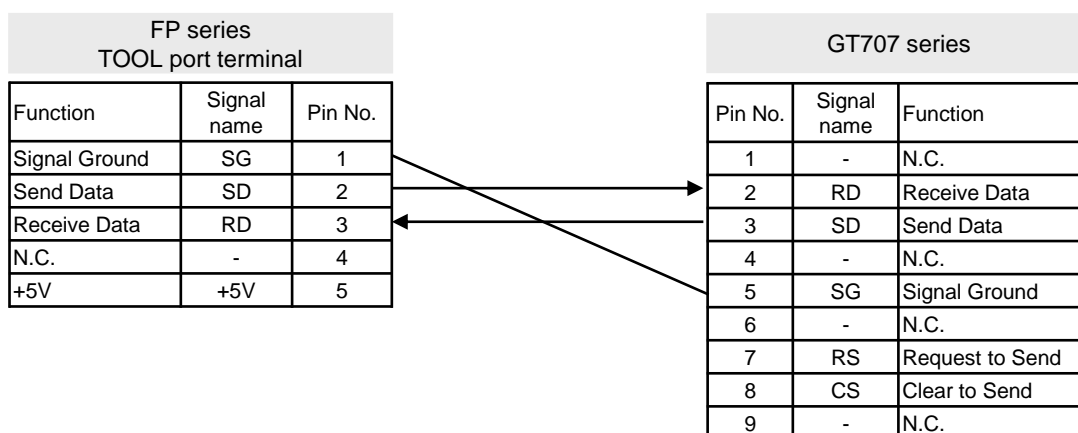 FP series
TOOL port terminal
Function Signal name Pin No.
Signal Ground SG 1
Send Data SD 2
Receive Data RD 3
N.C. - 4
+5V +5V 5
GT707 series
Pin No. Signal name Function
1 - N.C.
2 RD Receive Data
3 SD Send Data
4 - N.C.
5 SG Signal Ground
6 - N.C.
7 RS Request to Send
8 CS Clear to Send
9 - N.C.